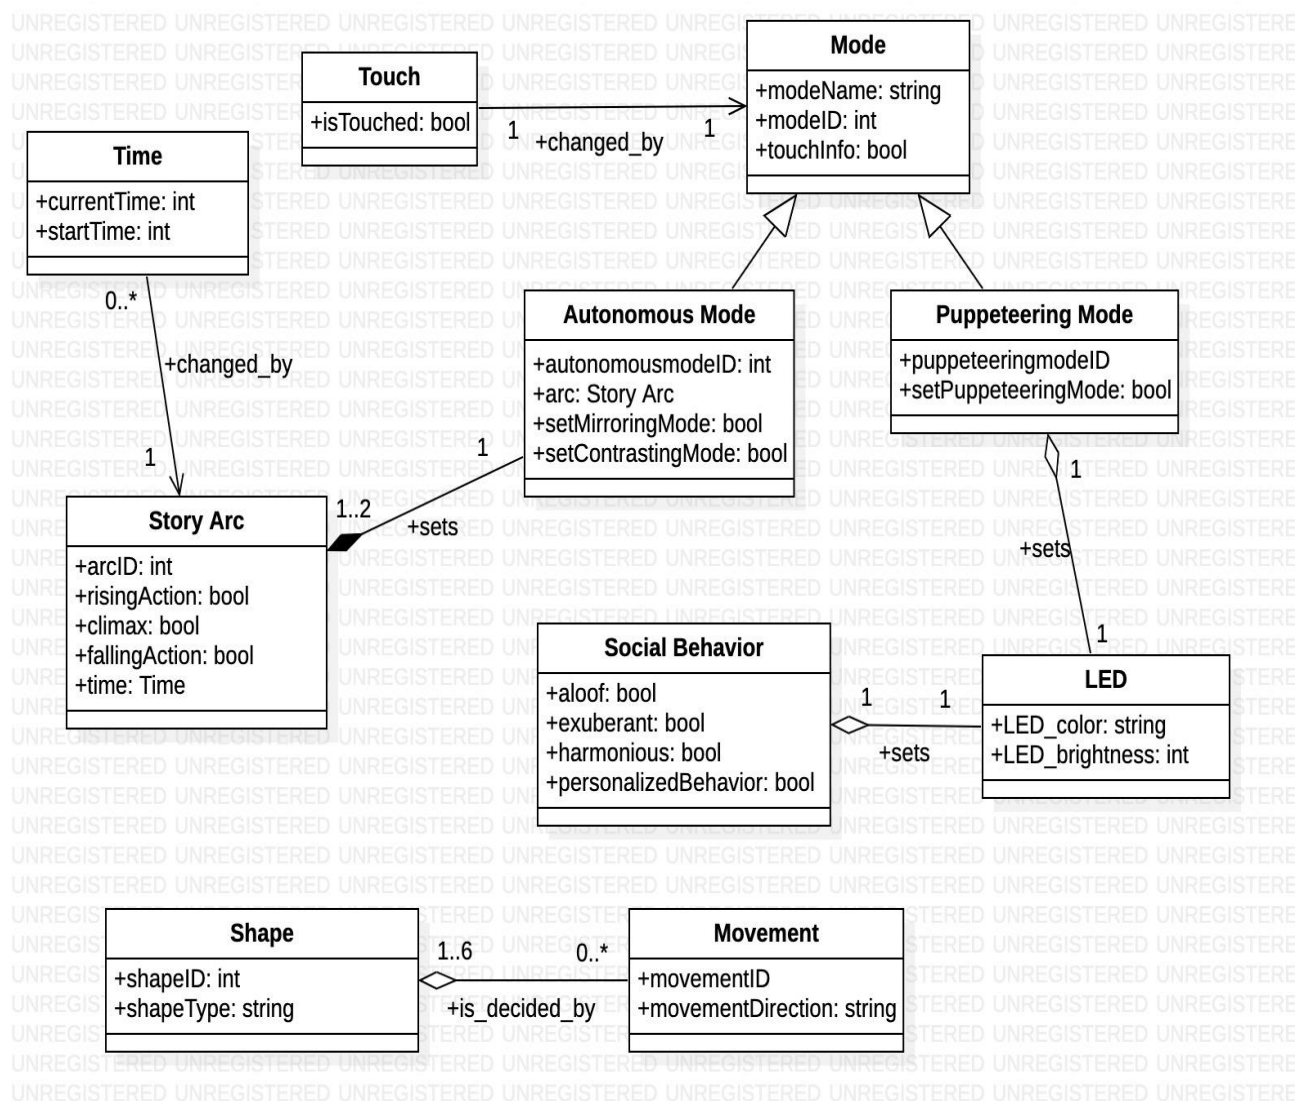 Mode
+modeName: string
+modeID: int
+touchInfo: bool
Touch
+isTouched: bool
1
+changed_by
1
Time
+currentTime: int
+startTime: int
0..*
+changed_by
1
Autonomous Mode
+autonomousmodeID: int
+arc: Story Arc
+setMirroringMode: bool
+setContrastingMode: bool
Puppeteering Mode
+puppeteeringmodeID
+setPuppeteeringMode: bool
1
1..2
+sets
1
+sets
1
Story Arc
+arcID: int
+risingAction: bool
+climax: bool
+fallingAction: bool
+time: Time
Social Behavior
+aloof: bool
+exuberant: bool
+harmonious: bool
+personalizedBehavior: bool
1
1
+sets
LED
+LED_color: string
+LED_brightness: int
Shape
+shapeID: int
+shapeType: string
1..6
0..*
+is_decided_by
Movement
+movementID
+movementDirection: string